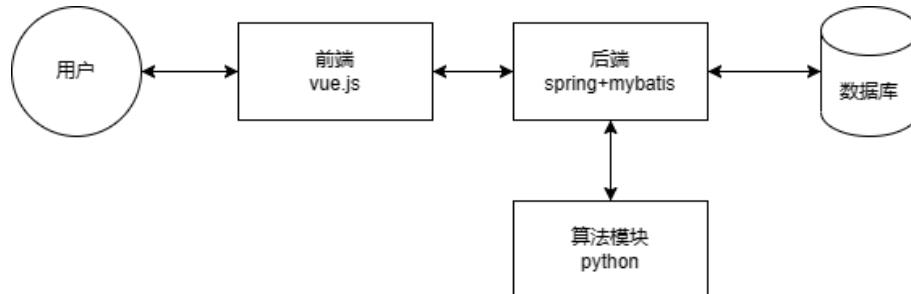 用户
前端
vue.js
后端
spring+mybatis
数据库
算法模块
python